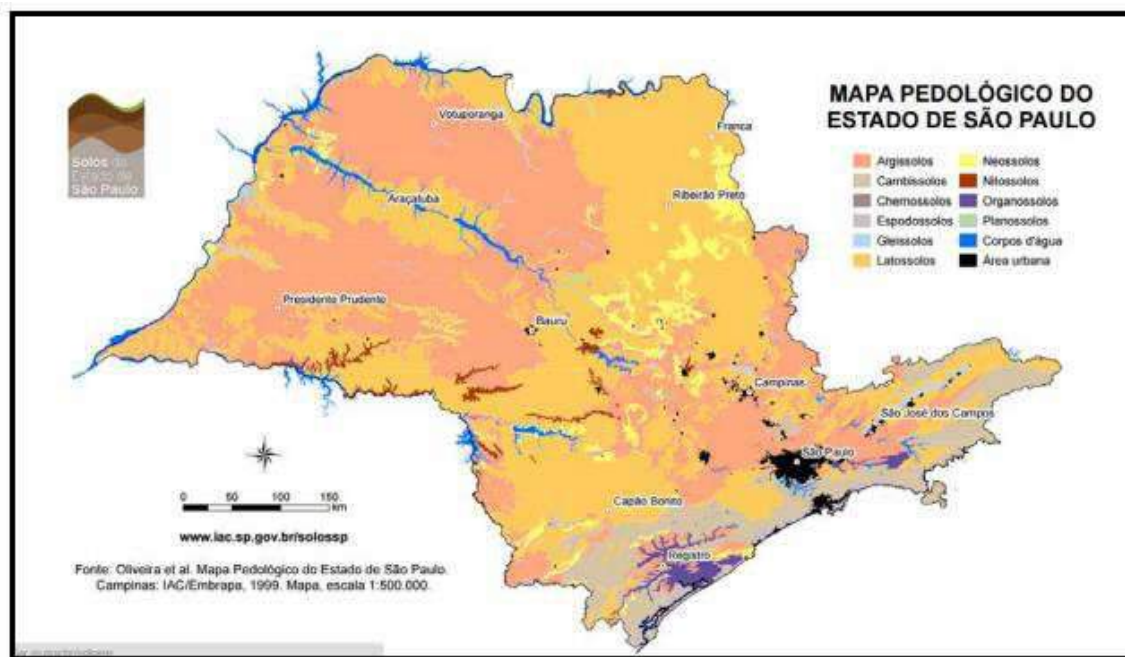 MAPA PEDOLÓGICO DO
ESTADO DE SÃO PAULO
Argissolos
Cambissolos
Chernossolos
Espodossolos
Gleissolos
Latossolos
Neossolos
Nitossolos
Organossolos
Planossolos
Corpos d'água
Área urbana
Solos do
Estado de
São Paulo
Votuporanga
Franca
Araçatuba
Ribeirão Preto
Presidente Prudente
Bauru
Campinas
São José dos Campos
São Paulo
Capão Bonito
Registro
0 50 100 150
km
www.iac.sp.gov.br/solossp
Fonte: Oliveira et al. Mapa Pedológico do Estado de São Paulo.
Campinas: IAC/Embrapa, 1999. Mapa, escala 1:500.000.